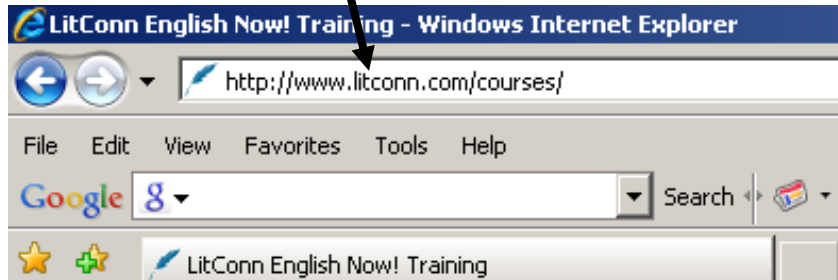 LitConn English Now! Training - Windows Internet Explorer
http://www.litconn.com/courses/
File Edit View Favorites Tools Help
Google g Search
LitConn English Now! Training